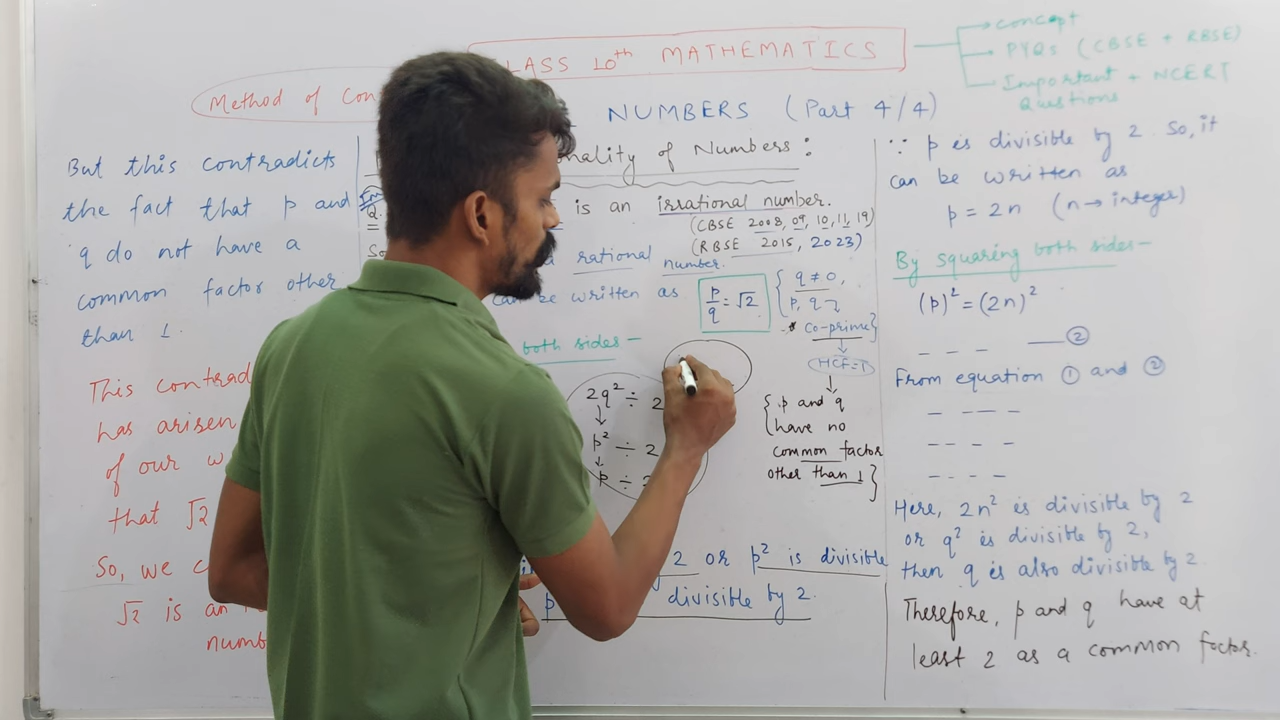 LASS 10th MATHEMATICS
concept
PYQs (CBSE + RBSE)
Important + NCERT
Questions
Method of Con
NUMBERS (Part 4/4)
But this contradicts
the fact that p and
q do not have a
common factor other
than 1.
This contrad
has arisen
of our w
that √2
So, we c
√2 is an
numb
nality of Numbers :
Q. is an irrational number.
(CBSE 2008, 09, 10, 11, 19)
(RBSE 2015, 2023)
So
rational number.
can be written as p/q = √2 { q ≠ 0,
p, q →
* co-prime}
HCF=1
both sides –
2q² ÷ 2
p² ÷ 2
p ÷ 2
{ p and q
have no
common factor
other than 1 }
2 or p² is divisible
p divisible by 2.
∵ p is divisible by 2. So, it
can be written as
p = 2n (n → integer)
By squaring both sides –
(p)² = (2n)²
_ _ _ — ②
From equation ① and ②
– – – –
– – – –
– – – –
Here, 2n² is divisible by 2
or q² is divisible by 2,
then q is also divisible by 2.
Therefore, p and q have at
least 2 as a common factor.